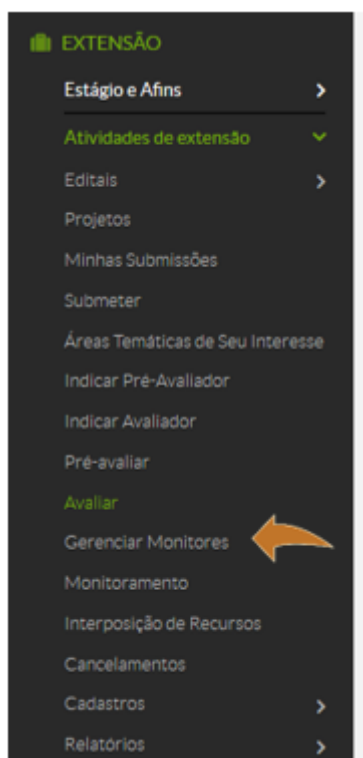 EXTENSÃO
Estágio e Afins
Atividades de extensão
Editais
Projetos
Minhas Submissões
Submeter
Áreas Temáticas de Seu Interesse
Indicar Pré-Avaliador
Indicar Avaliador
Pré-avaliar
Avaliar
Gerenciar Monitores
Monitoramento
Interposição de Recursos
Cancelamentos
Cadastros
Relatórios